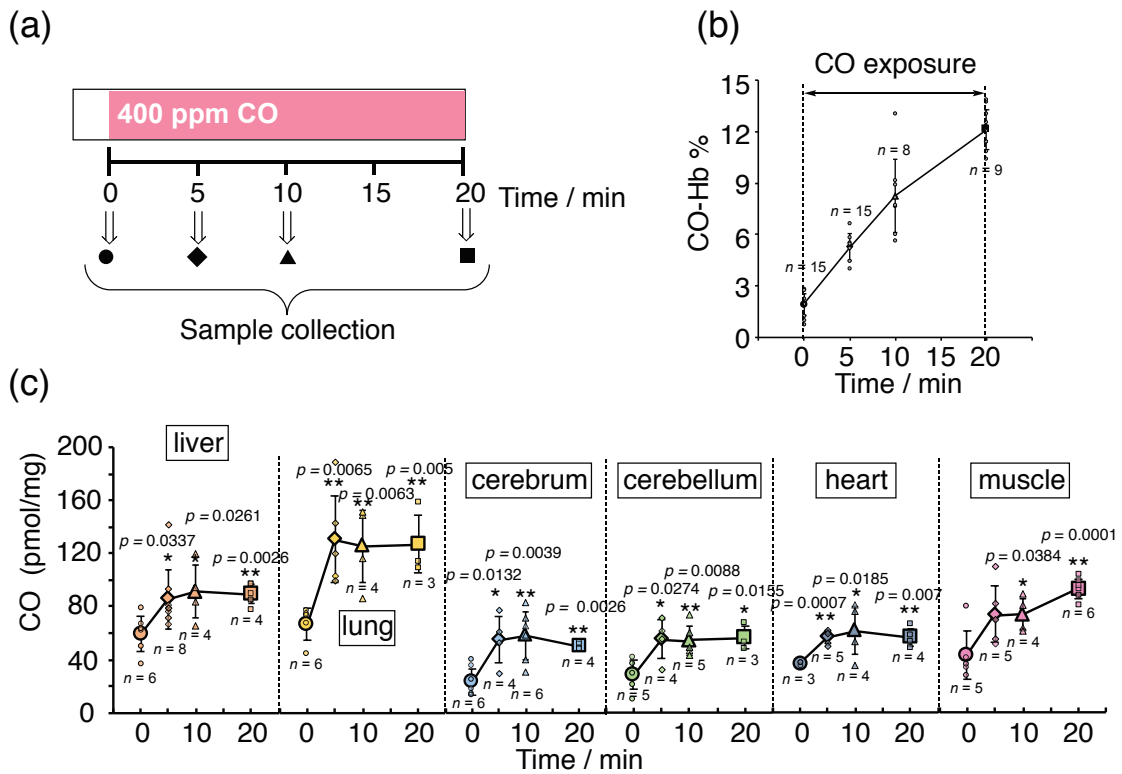 (a)
400 ppm CO
0 5 10 15 20 Time / min
Sample collection
(b)
CO exposure
CO-Hb %
15
12
9
6
3
0
n = 15
n = 15
n = 8
n = 9
0 5 10 15 20
Time / min
(c)
CO (pmol/mg)
200
160
120
80
40
0
liver
p = 0.0337
*
p = 0.0261
*
p = 0.0026
**
n = 6
n = 8
n = 4
n = 4
0 10 20
lung
p = 0.0065
**
p = 0.0063
**
p = 0.005
**
n = 6
n = 4
n = 3
0 10 20
cerebrum
p = 0.0132
*
p = 0.0039
**
p = 0.0026
**
n = 6
n = 4
n = 6
n = 4
0 10 20
cerebellum
p = 0.0274
*
p = 0.0088
**
p = 0.0155
*
n = 5
n = 4
n = 5
n = 3
0 10 20
heart
p = 0.0007
**
p = 0.0185
*
p = 0.007
**
n = 3
n = 5
n = 4
n = 4
0 10 20
muscle
p = 0.0384
*
p = 0.0001
**
n = 5
n = 5
n = 4
n = 6
0 10 20
Time / min